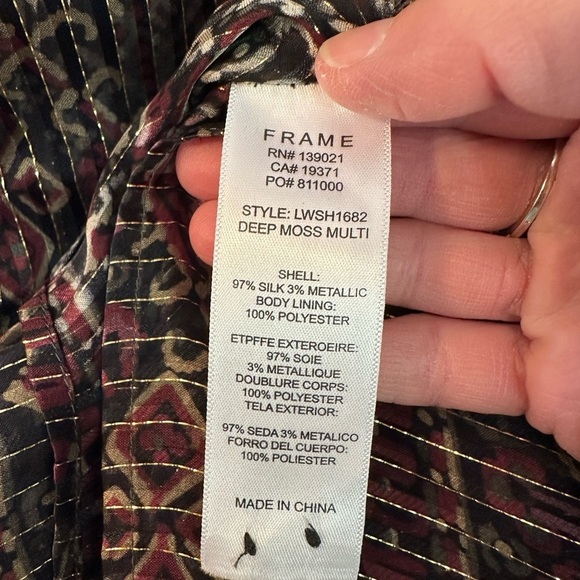 FRAME
RN# 139021
CA# 19371
PO# 811000
STYLE: LWSH1682
DEEP MOSS MULTI
SHELL:
97% SILK 3% METALLIC
BODY LINING:
100% POLYESTER
ETPFFE EXTEROEIRE:
97% SOIE
3% METALLIQUE
DOUBLURE CORPS:
100% POLYESTER
TELA EXTERIOR:
97% SEDA 3% METALICO
FORRO DEL CUERPO:
100% POLIESTER
MADE IN CHINA